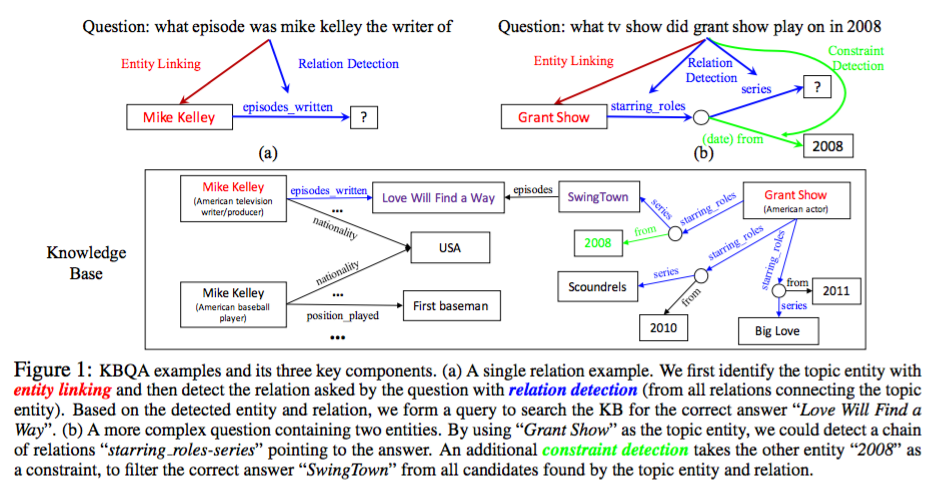 Question: what episode was mike kelley the writer of
Entity Linking
Relation Detection
Mike Kelley
episodes_written
?
(a)
Question: what tv show did grant show play on in 2008
Entity Linking
Relation
Detection
Constraint
Detection
series
?
Grant Show
starring_roles
(date) from
2008
(b)
Knowledge
Base
Mike Kelley
(American television
writer/producer)
episodes_written
Love Will Find a Way
episodes
SwingTown
series
starring_roles
Grant Show
(American actor)
...
nationality
USA
from
2008
starring_roles
starring_roles
nationality
Mike Kelley
(American baseball
player)
...
position_played
First baseman
...
Scoundrels
series
from
2010
from
2011
series
Big Love
Figure 1: KBQA examples and its three key components. (a) A single relation example. We first identify the topic entity with
entity linking and then detect the relation asked by the question with relation detection (from all relations connecting the topic
entity). Based on the detected entity and relation, we form a query to search the KB for the correct answer “Love Will Find a
Way”. (b) A more complex question containing two entities. By using “Grant Show” as the topic entity, we could detect a chain
of relations “starring_roles-series” pointing to the answer. An additional constraint detection takes the other entity “2008” as
a constraint, to filter the correct answer “SwingTown” from all candidates found by the topic entity and relation.